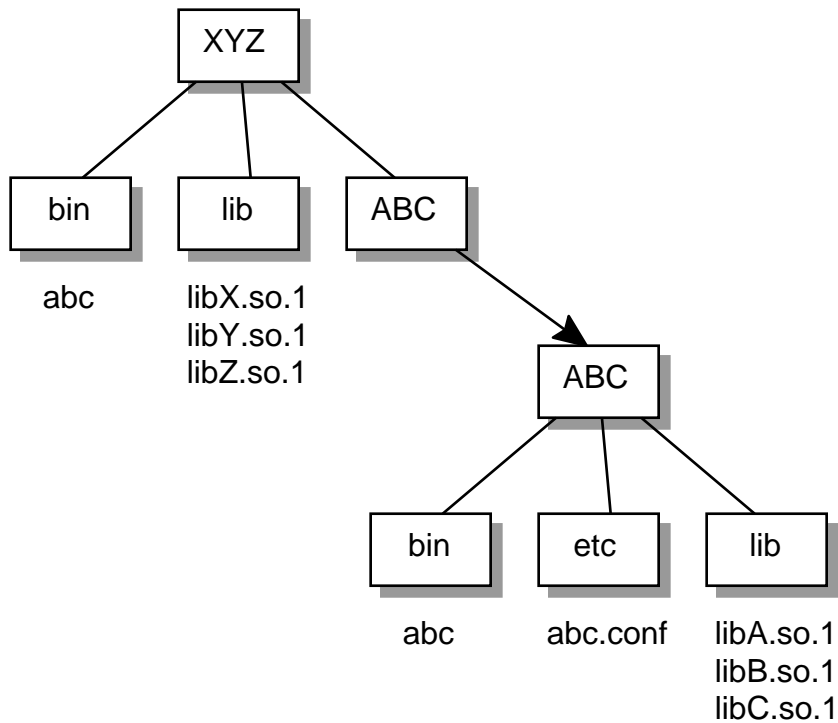 XYZ
bin lib ABC
abc libX.so.1
libY.so.1
libZ.so.1
ABC
bin etc lib
abc abc.conf libA.so.1
libB.so.1
libC.so.1